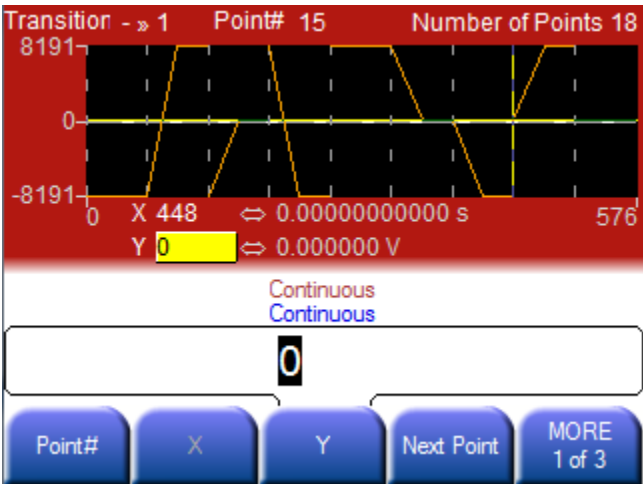 Transition - » 1 Point# 15 Number of Points 18
8191
0
-8191
0 X 448 ⇔ 0.00000000000 s 576
Y 0 ⇔ 0.000000 V
Continuous
Continuous
0
Point# X Y Next Point MORE
1 of 3